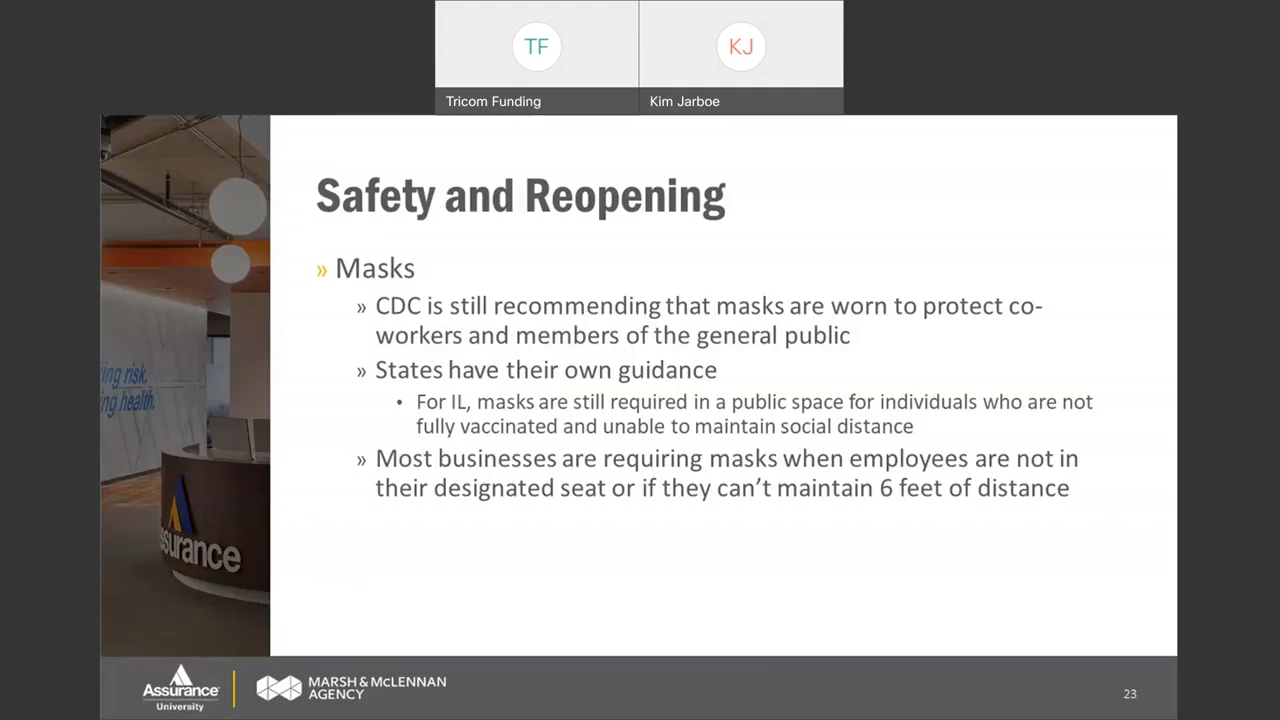 TF
KJ
Tricom Funding
Kim Jarboe
Safety and Reopening
» Masks
» CDC is still recommending that masks are worn to protect co-
workers and members of the general public
» States have their own guidance
• For IL, masks are still required in a public space for individuals who are not
fully vaccinated and unable to maintain social distance
» Most businesses are requiring masks when employees are not in
their designated seat or if they can’t maintain 6 feet of distance
ring risk.
ng health.
surance
Assurance
University
MARSH & McLENNAN
AGENCY
23